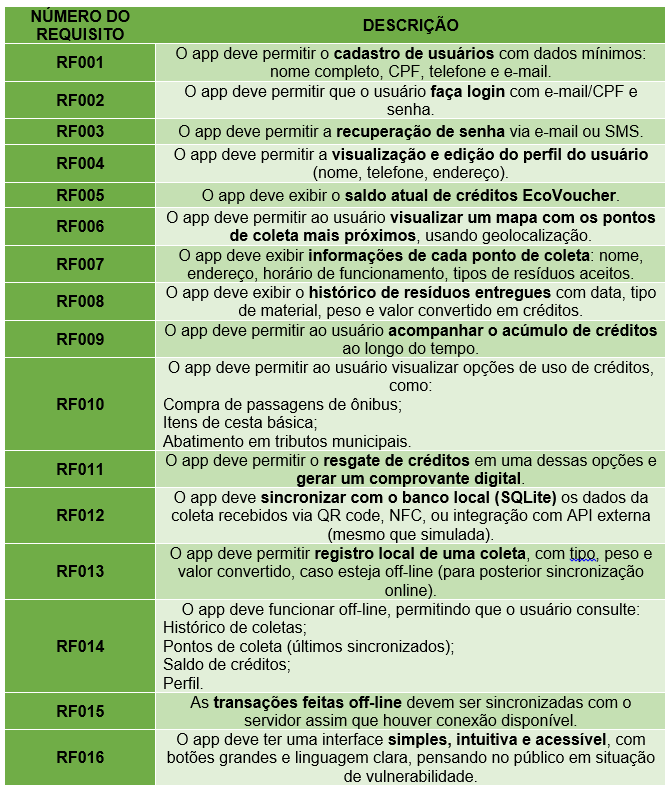 NÚMERO DO
REQUISITO
DESCRIÇÃO
RF001
O app deve permitir o cadastro de usuários com dados mínimos:
nome completo, CPF, telefone e e-mail.
RF002
O app deve permitir que o usuário faça login com e-mail/CPF e
senha.
RF003
O app deve permitir a recuperação de senha via e-mail ou SMS.
RF004
O app deve permitir a visualização e edição do perfil do usuário
(nome, telefone, endereço).
RF005
O app deve exibir o saldo atual de créditos EcoVoucher.
RF006
O app deve permitir ao usuário visualizar um mapa com os pontos
de coleta mais próximos, usando geolocalização.
RF007
O app deve exibir informações de cada ponto de coleta: nome,
endereço, horário de funcionamento, tipos de resíduos aceitos.
RF008
O app deve exibir o histórico de resíduos entregues com data, tipo
de material, peso e valor convertido em créditos.
RF009
O app deve permitir ao usuário acompanhar o acúmulo de créditos
ao longo do tempo.
RF010
O app deve permitir ao usuário visualizar opções de uso de créditos,
como:
Compra de passagens de ônibus;
Itens de cesta básica;
Abatimento em tributos municipais.
RF011
O app deve permitir o resgate de créditos em uma dessas opções e
gerar um comprovante digital.
RF012
O app deve sincronizar com o banco local (SQLite) os dados da
coleta recebidos via QR code, NFC, ou integração com API externa
(mesmo que simulada).
RF013
O app deve permitir registro local de uma coleta, com tipo, peso e
valor convertido, caso esteja off-line (para posterior sincronização
online).
RF014
O app deve funcionar off-line, permitindo que o usuário consulte:
Histórico de coletas;
Pontos de coleta (últimos sincronizados);
Saldo de créditos;
Perfil.
RF015
As transações feitas off-line devem ser sincronizadas com o
servidor assim que houver conexão disponível.
RF016
O app deve ter uma interface simples, intuitiva e acessível, com
botões grandes e linguagem clara, pensando no público em situação
de vulnerabilidade.